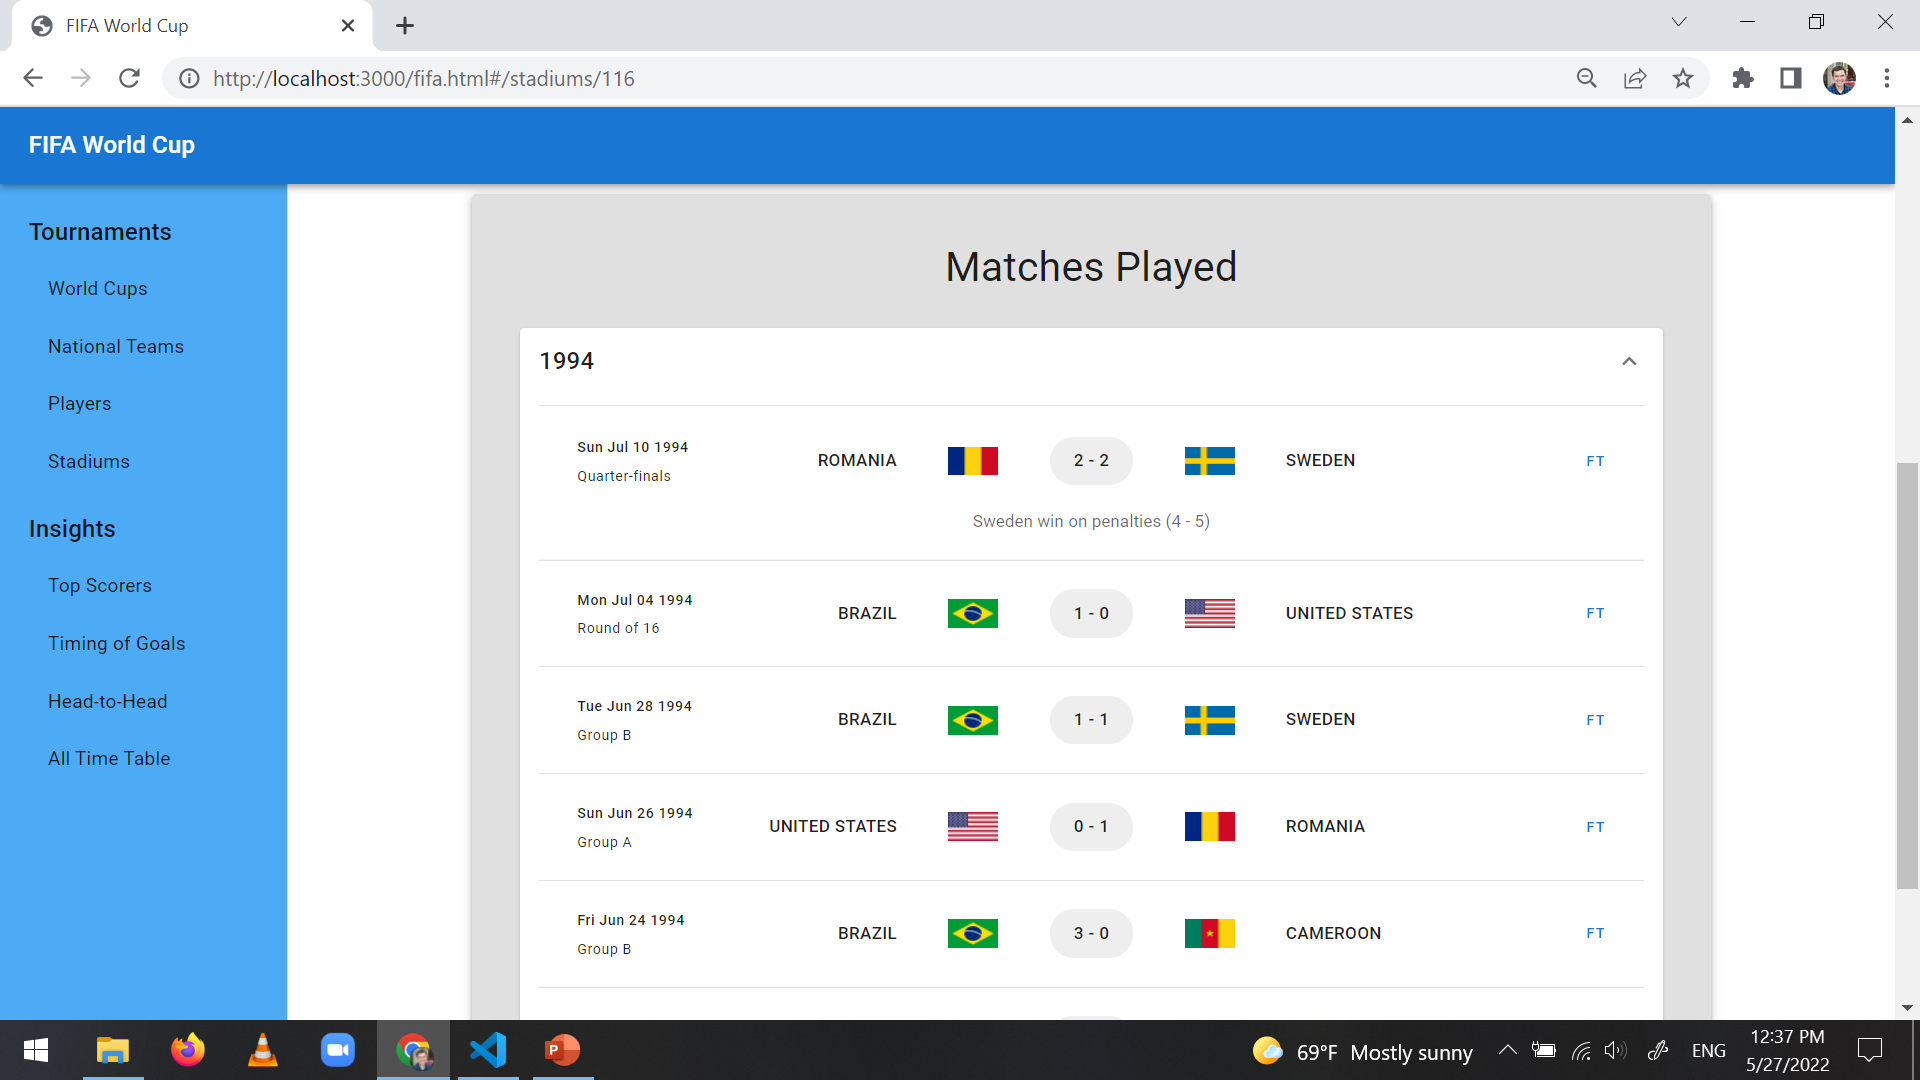 FIFA World Cup
http://localhost:3000/fifa.html#/stadiums/116
FIFA World Cup
Tournaments
World Cups
National Teams
Players
Stadiums
Insights
Top Scorers
Timing of Goals
Head-to-Head
All Time Table
Matches Played
1994
Sun Jul 10 1994
Quarter-finals
ROMANIA 2 - 2 SWEDEN FT
Sweden win on penalties (4 - 5)
Mon Jul 04 1994
Round of 16
BRAZIL 1 - 0 UNITED STATES FT
Tue Jun 28 1994
Group B
BRAZIL 1 - 1 SWEDEN FT
Sun Jun 26 1994
Group A
UNITED STATES 0 - 1 ROMANIA FT
Fri Jun 24 1994
Group B
BRAZIL 3 - 0 CAMEROON FT
69°F Mostly sunny
ENG
12:37 PM
5/27/2022